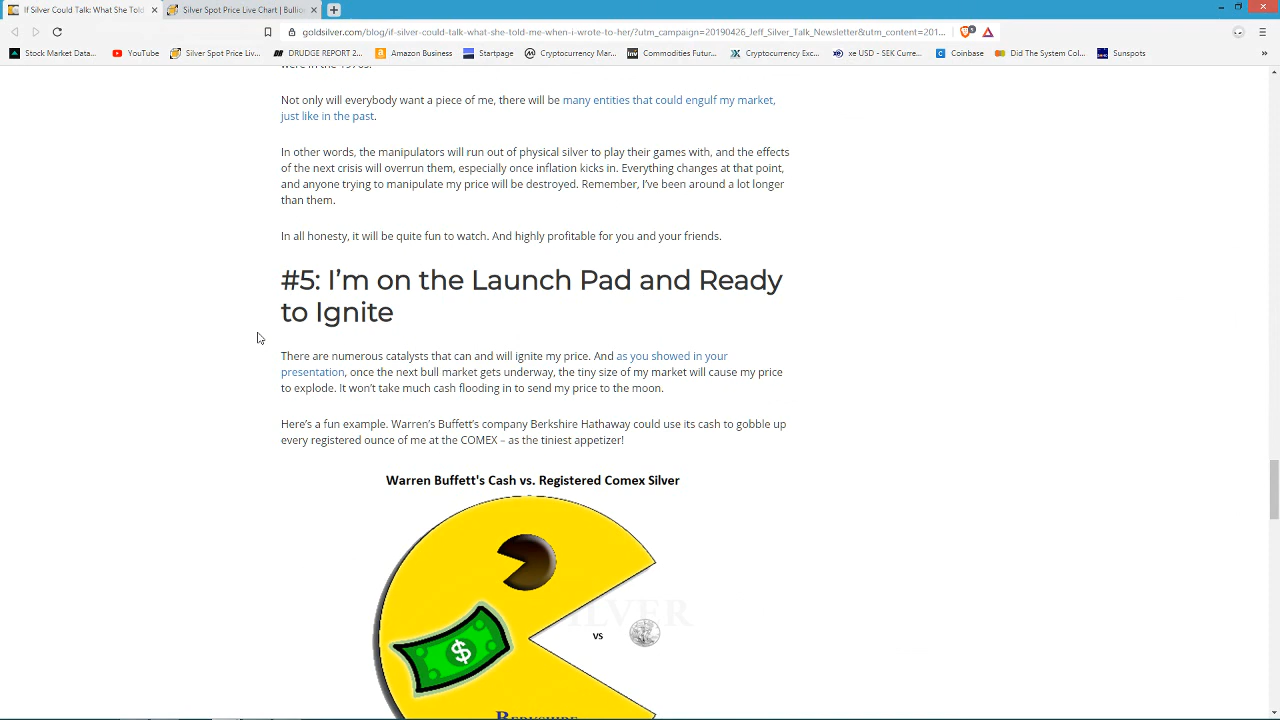 If Silver Could Talk: What She Told
Silver Spot Price Live Chart | Bullio
goldsilver.com/blog/if-silver-could-talk-what-she-told-me-when-i-wrote-to-her/?utm_campaign=20190426_Jeff_Silver_Talk_Newsletter&utm_content=201...
Stock Market Data... YouTube Silver Spot Price Liv... DRUDGE REPORT 2... Amazon Business Startpage Cryptocurrency Mar... Commodities Futur... Cryptocurrency Exc... xe USD - SEK Curre... Coinbase Did The System Col... Sunspots
were in the 1970s.
Not only will everybody want a piece of me, there will be many entities that could engulf my market,
just like in the past.
In other words, the manipulators will run out of physical silver to play their games with, and the effects
of the next crisis will overrun them, especially once inflation kicks in. Everything changes at that point,
and anyone trying to manipulate my price will be destroyed. Remember, I've been around a lot longer
than them.
In all honesty, it will be quite fun to watch. And highly profitable for you and your friends.
#5: I'm on the Launch Pad and Ready
to Ignite
There are numerous catalysts that can and will ignite my price. And as you showed in your
presentation, once the next bull market gets underway, the tiny size of my market will cause my price
to explode. It won't take much cash flooding in to send my price to the moon.
Here's a fun example. Warren's Buffett's company Berkshire Hathaway could use its cash to gobble up
every registered ounce of me at the COMEX – as the tiniest appetizer!
Warren Buffett's Cash vs. Registered Comex Silver
SILVER
$
vs
BERKSHIRE